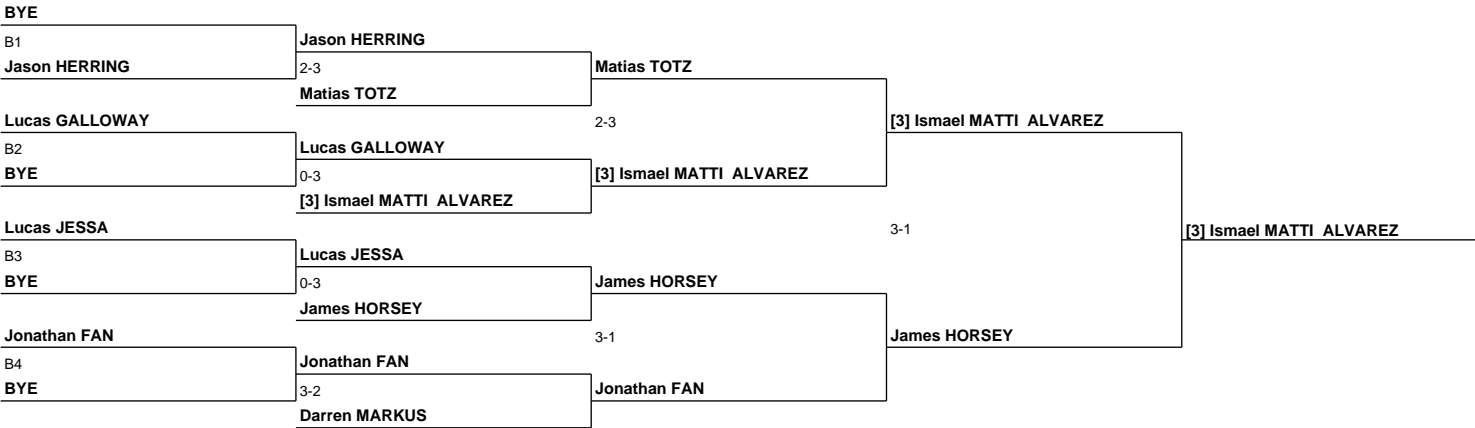 BYE
B1
Jason HERRING
Jason HERRING
2-3
Matias TOTZ
Matias TOTZ
Lucas GALLOWAY
2-3
[3] Ismael MATTI ALVAREZ
B2
Lucas GALLOWAY
BYE
0-3
[3] Ismael MATTI ALVAREZ
[3] Ismael MATTI ALVAREZ
Lucas JESSA
3-1
[3] Ismael MATTI ALVAREZ
B3
Lucas JESSA
BYE
0-3
James HORSEY
James HORSEY
Jonathan FAN
3-1
James HORSEY
B4
Jonathan FAN
BYE
3-2
Jonathan FAN
Darren MARKUS